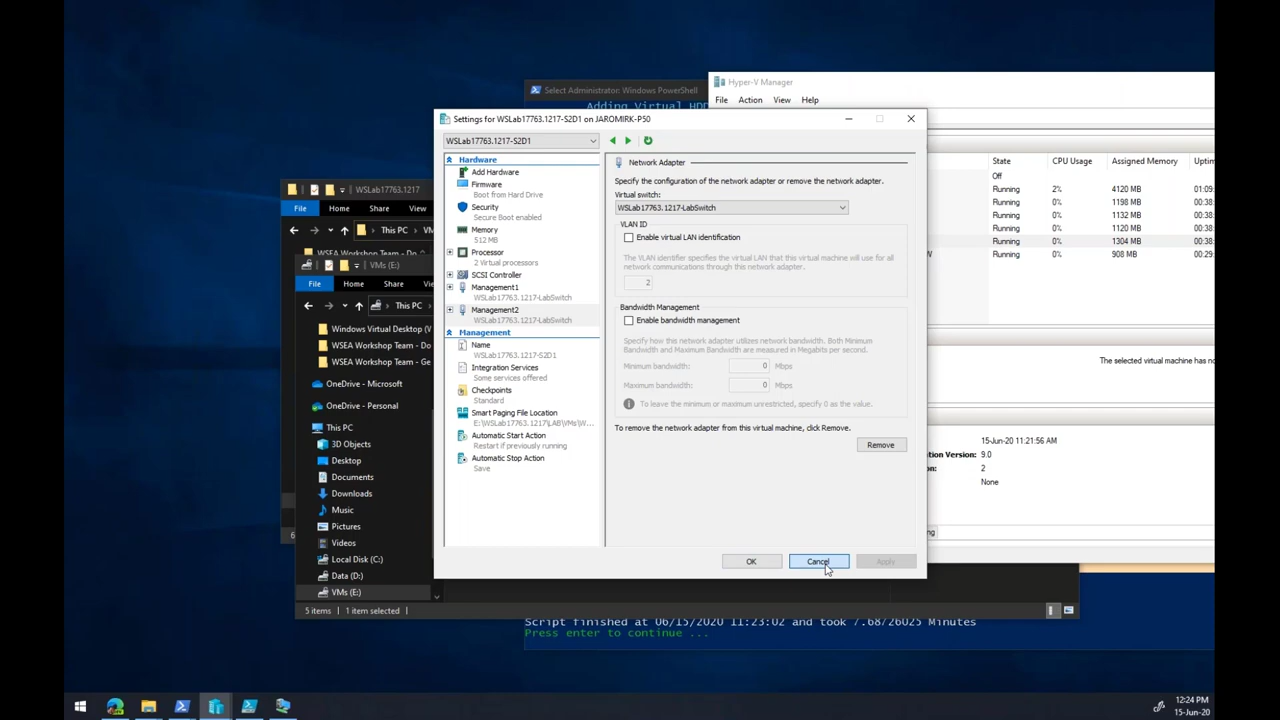 Select Administrator: Windows PowerShell
Adding Virtual HDD
Hyper-V Manager
File Action View Help
Settings for WSLab17763.1217-S2D1 on JAROMIRK-P50
WSLab17763.1217-S2D1
Hardware
Add Hardware
Firmware
Boot from Hard Drive
Security
Secure Boot enabled
Memory
512 MB
Processor
2 Virtual processors
SCSI Controller
Management1
WSLab17763.1217-LabSwitch
Management2
WSLab17763.1217-LabSwitch
Management
Name
WSLab17763.1217-S2D1
Integration Services
Some services offered
Checkpoints
Standard
Smart Paging File Location
E:\WSLab17763.1217\LAB\VMs\W...
Automatic Start Action
Restart if previously running
Automatic Stop Action
Save
Network Adapter
Specify the configuration of the network adapter or remove the network adapter.
Virtual switch:
WSLab17763.1217-LabSwitch
VLAN ID
Enable virtual LAN identification
The VLAN identifier specifies the virtual LAN that this virtual machine will use for all
network communications through this network adapter.
2
Bandwidth Management
Enable bandwidth management
Specify how this network adapter utilizes network bandwidth. Both Minimum
Bandwidth and Maximum Bandwidth are measured in Megabits per second.
Minimum bandwidth: 0 Mbps
Maximum bandwidth: 0 Mbps
To leave the minimum or maximum unrestricted, specify 0 as the value.
To remove the network adapter from this virtual machine, click Remove.
Remove
OK Cancel Apply
State CPU Usage Assigned Memory Uptim
Off
Running 2% 4120 MB 01:09:
Running 0% 1198 MB 00:38:
Running 0% 1132 MB 00:38:
Running 0% 1120 MB 00:38:
Running 0% 1304 MB 00:38:
Running 0% 908 MB 00:29:
The selected virtual machine has no
15-Jun-20 11:21:56 AM
ation Version: 9.0
on: 2
None
WSLab17763.1217
File Home Share View
This PC
WSEA Workshop Team - Do
VMs (E:)
File Home Share
This PC
Windows Virtual Desktop (V
WSEA Workshop Team - Do
WSEA Workshop Team - Ge
OneDrive - Microsoft
OneDrive - Personal
This PC
3D Objects
Desktop
Documents
Downloads
Music
Pictures
Videos
Local Disk (C:)
Data (D:)
VMs (E:)
5 items 1 item selected
Script finished at 06/15/2020 11:23:02 and took 7.68726025 Minutes
Press enter to continue ...
12:24 PM
15-Jun-20